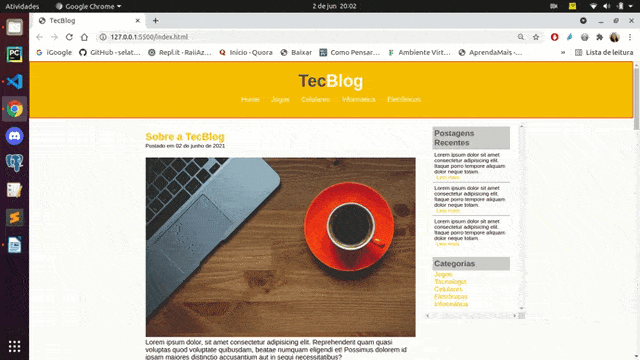 Atividades
Google Chrome
2 de jun 20:02
TecBlog
127.0.0.1:5500/index.html
iGoogle
GitHub - selat...
Repl.it - RaiiAz...
Início - Quora
Baixar
Como Pensar...
Ambiente Virt...
AprendaMais -...
Lista de leitura
TecBlog
Home Jogos Celulares Informática Eletrônicos
Sobre a TecBlog
Postado em 02 de junho de 2021
Lorem ipsum dolor, sit amet consectetur adipisicing elit. Reprehenderit quam quasi
voluptas quod voluptate quibusdam, beatae numquam eligendi et! Possimus dolorem id
ipsam maiores distinctio accusantium aut in sequi necessitatibus?
Postagens
Recentes
Lorem ipsum dolor sit amet
consectetur adipisicing elit.
Itaque porro tempore aliquam
dolor neque totam.
Leia mais
Lorem ipsum dolor sit amet
consectetur adipisicing elit.
Itaque porro tempore aliquam
dolor neque totam.
Leia mais
Lorem ipsum dolor sit amet
consectetur adipisicing elit.
Itaque porro tempore aliquam
dolor neque totam.
Leia mais
Categorias
Jogos
Tecnologia
Celulares
Eletrônicos
Informática